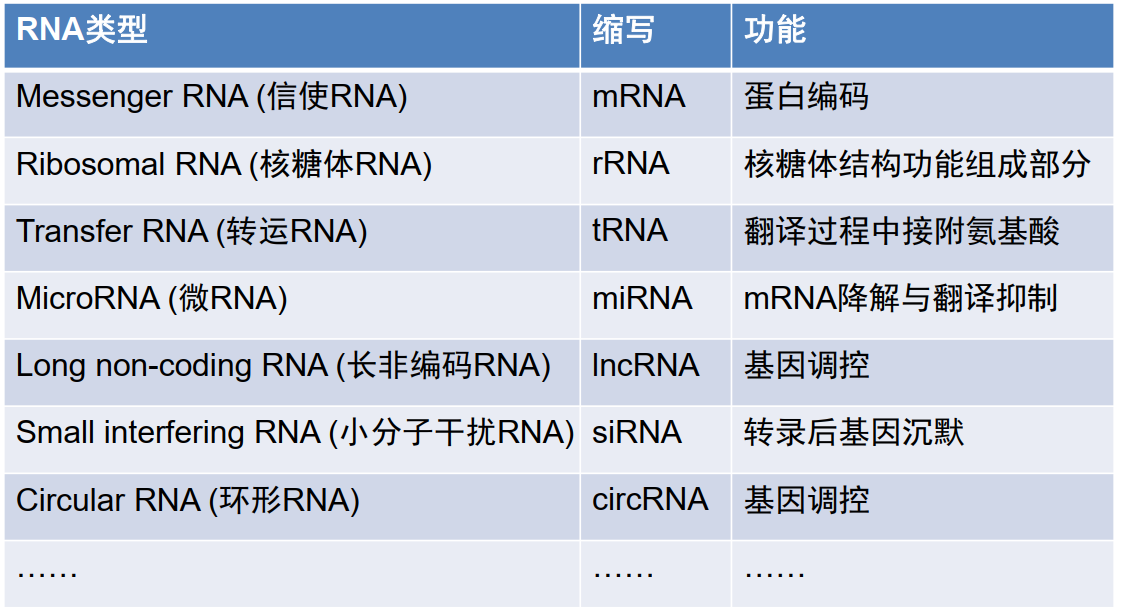 RNA类型 缩写 功能
Messenger RNA (信使RNA) mRNA 蛋白编码
Ribosomal RNA (核糖体RNA) rRNA 核糖体结构功能组成部分
Transfer RNA (转运RNA) tRNA 翻译过程中接附氨基酸
MicroRNA (微RNA) miRNA mRNA降解与翻译抑制
Long non-coding RNA (长非编码RNA) lncRNA 基因调控
Small interfering RNA (小分子干扰RNA) siRNA 转录后基因沉默
Circular RNA (环形RNA) circRNA 基因调控
…… …… ……